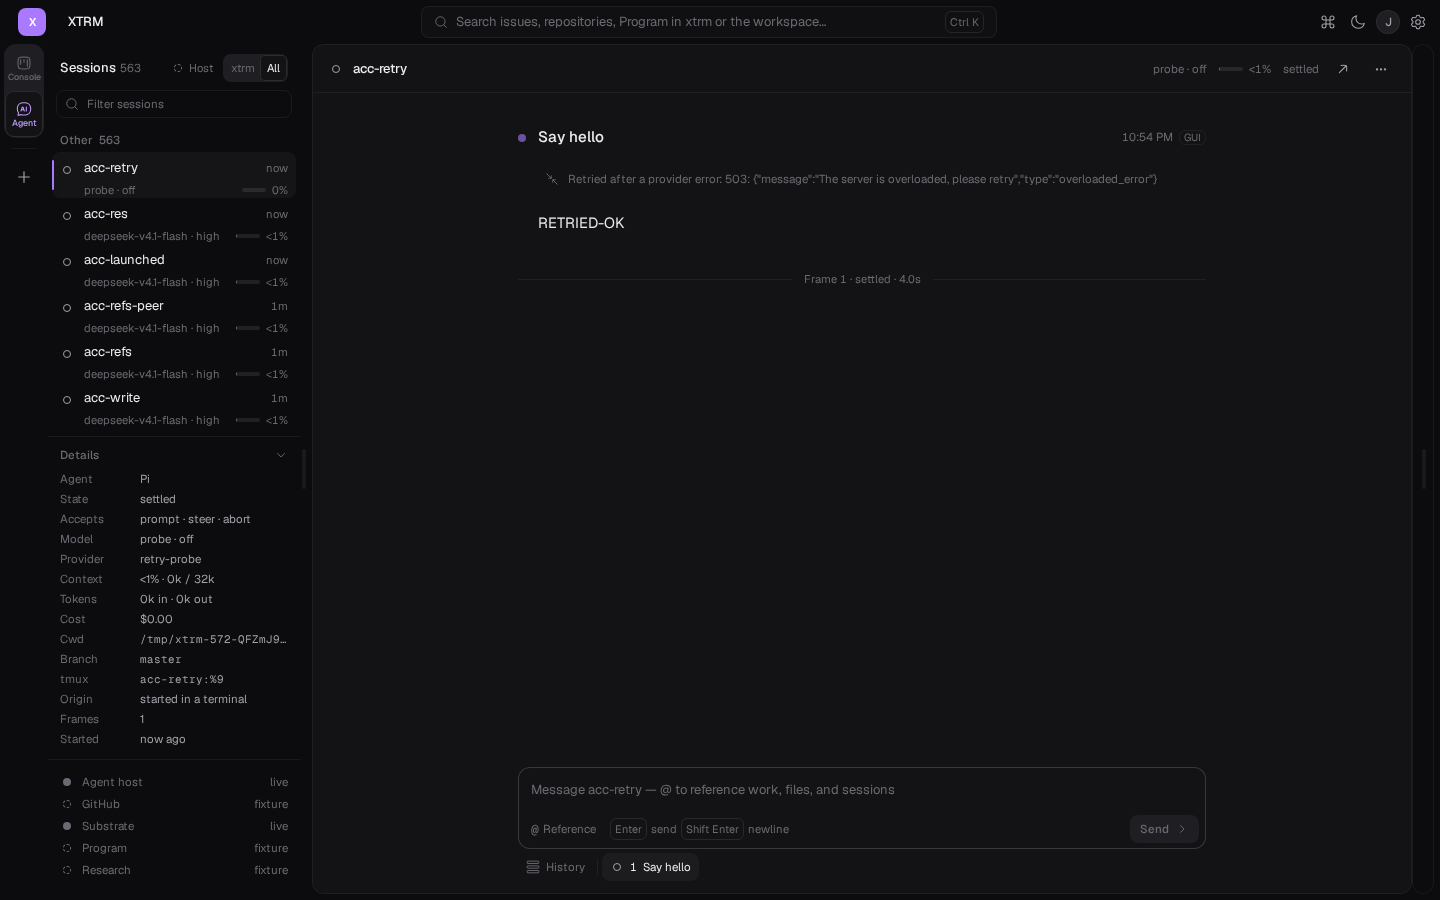 X XTRM
Search issues, repositories, Program in xtrm or the workspace... Ctrl K
J
Console
AI
Agent
Sessions 563 Host xtrm All
Filter sessions
Other 563
acc-retry now
probe · off 0%
acc-res now
deepseek-v4.1-flash · high <1%
acc-launched now
deepseek-v4.1-flash · high <1%
acc-refs-peer 1m
deepseek-v4.1-flash · high <1%
acc-refs 1m
deepseek-v4.1-flash · high <1%
acc-write 1m
deepseek-v4.1-flash · high <1%
Details
Agent Pi
State settled
Accepts prompt · steer · abort
Model probe · off
Provider retry-probe
Context <1% · 0k / 32k
Tokens 0k in · 0k out
Cost $0.00
Cwd /tmp/xtrm-572-QFZmJ9…
Branch master
tmux acc-retry:%9
Origin started in a terminal
Frames 1
Started now ago
Agent host live
GitHub fixture
Substrate live
Program fixture
Research fixture
acc-retry probe · off <1% settled
Say hello 10:54 PM GUI
Retried after a provider error: 503: {"message":"The server is overloaded, please retry","type":"overloaded_error"}
RETRIED-OK
Frame 1 · settled · 4.0s
Message acc-retry — @ to reference work, files, and sessions
@ Reference Enter send Shift Enter newline Send
History 1 Say hello